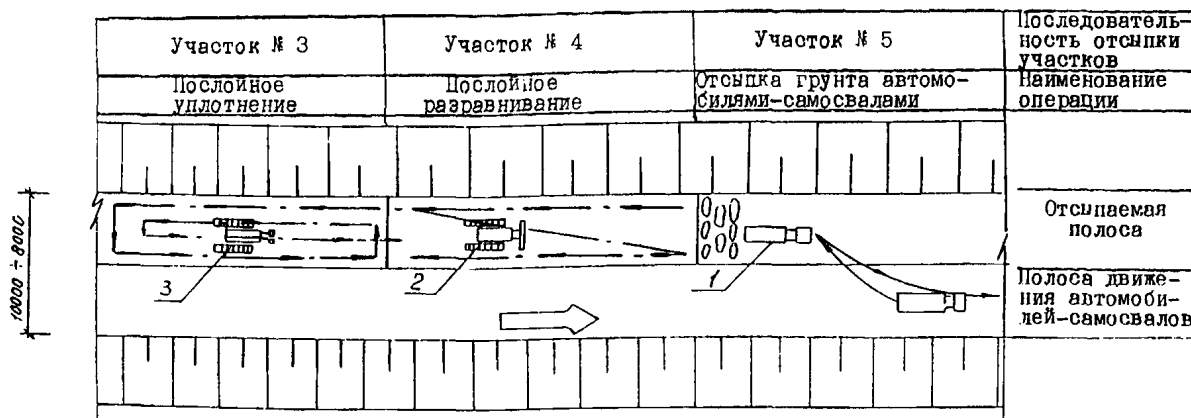 Участок № 3
Участок № 4
Участок № 5
Последователь-
ность отсыпки
участков
Послойное
уплотнение
Послойное
разравнивание
Отсыпка грунта автомо-
билями-самосвалами
Наименование
операции
10000÷8000
Отсыпаемая
полоса
3
2
1
Полоса движе-
ния автомоби-
лей-самосвалов